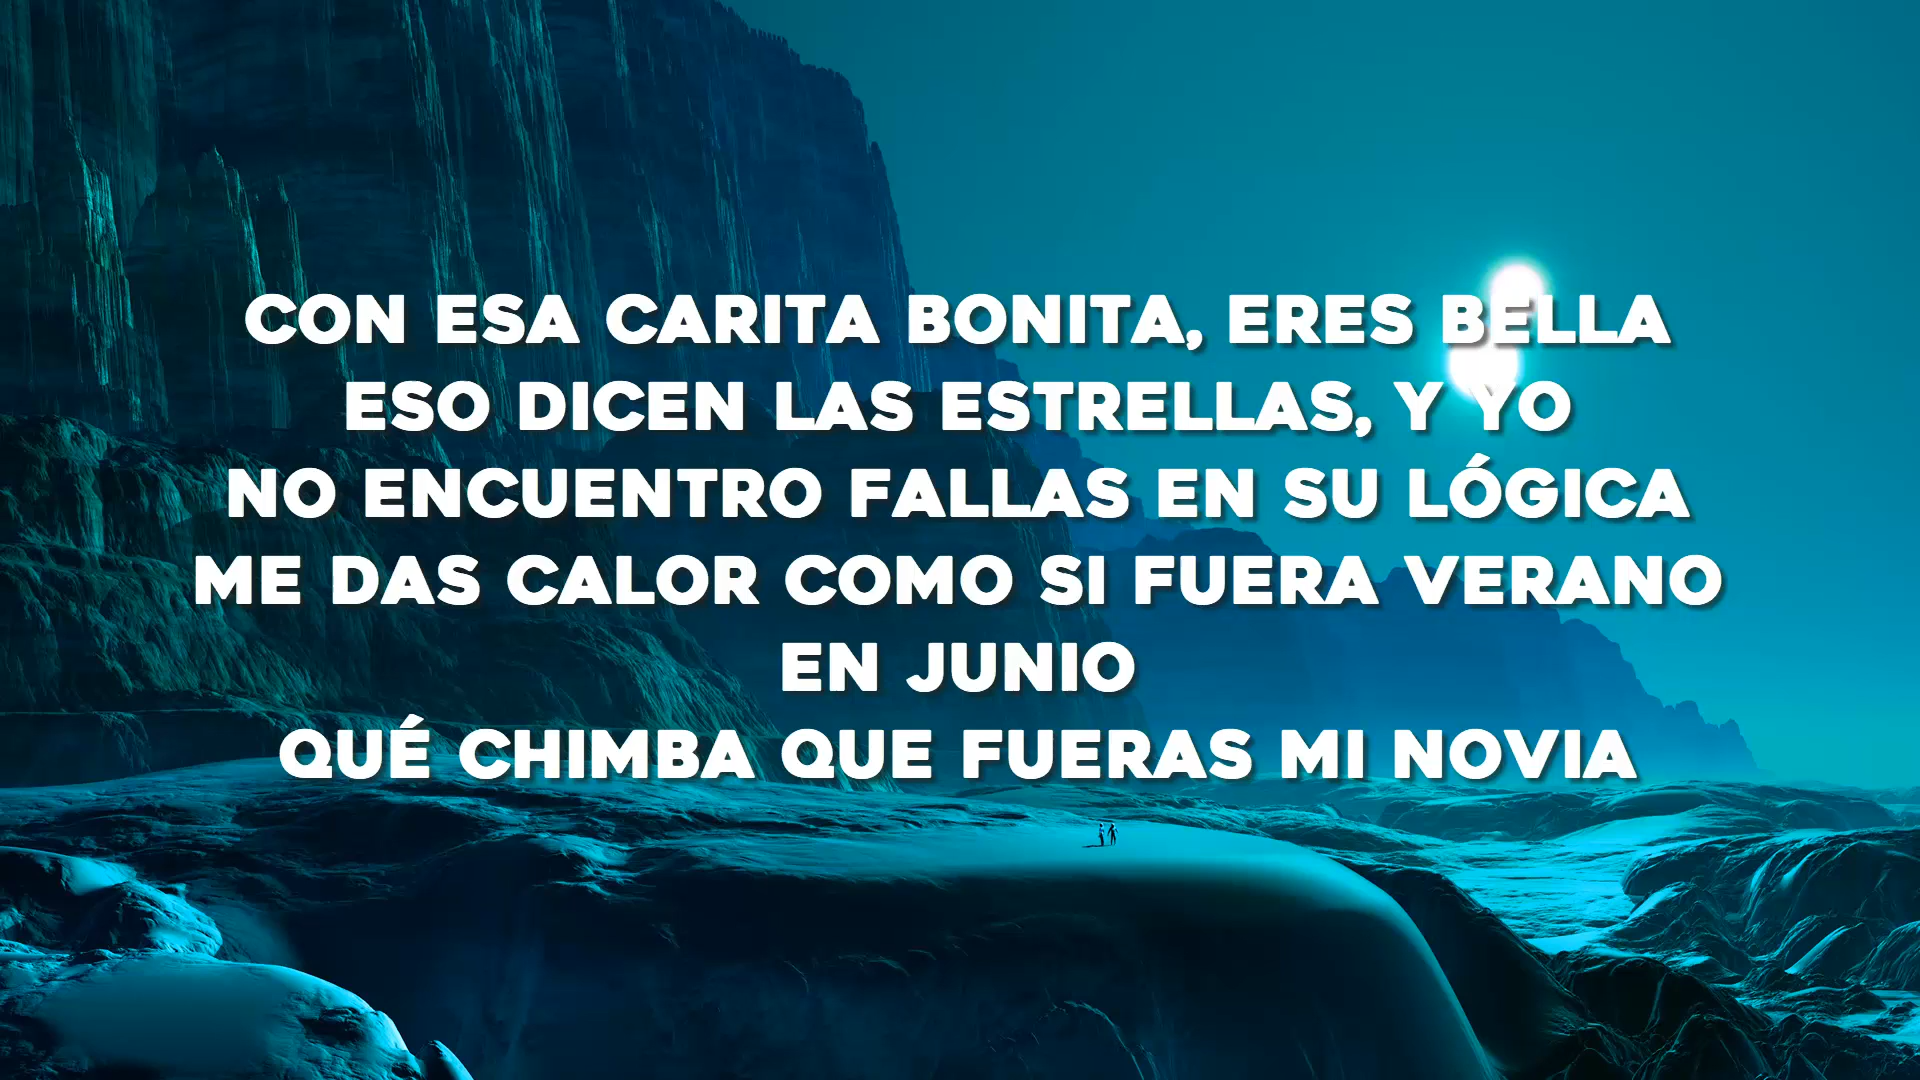 CON ESA CARITA BONITA, ERES BELLA
ESO DICEN LAS ESTRELLAS, Y YO
NO ENCUENTRO FALLAS EN SU LÓGICA
ME DAS CALOR COMO SI FUERA VERANO
EN JUNIO
QUÉ CHIMBA QUE FUERAS MI NOVIA